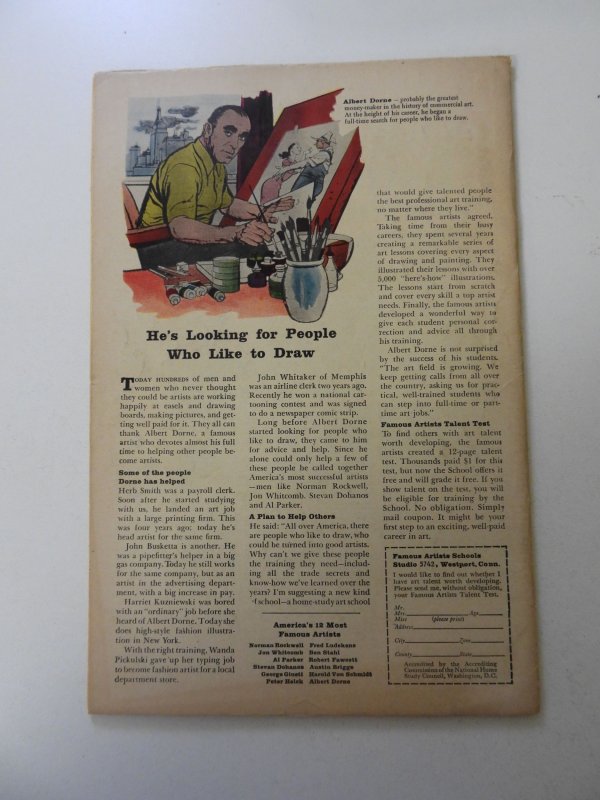 Albert Dorne — probably the greatest
money-maker in the history of commercial art.
At the height of his career, he began a
full-time search for people who like to draw.
He's Looking for People
Who Like to Draw
TODAY HUNDREDS of men and
women who never thought
they could be artists are working
happily at easels and drawing
boards, making pictures, and get-
ting well paid for it. They all can
thank Albert Dorne, a famous
artist who devotes almost his full
time to helping other people be-
come artists.
Some of the people
Dorne has helped
Herb Smith was a payroll clerk.
Soon after he started studying
with us, he landed an art job
with a large printing firm. This
was four years ago: today he's
head artist for the same firm.
John Busketta is another. He
was a pipefitter's helper in a big
gas company. Today he still works
for the same company, but as an
artist in the advertising depart-
ment, with a big increase in pay.
Harriet Kuzniewski was bored
with an "ordinary" job before she
heard of Albert Dorne. Today she
does high-style fashion illustra-
tion in New York.
With the right training, Wanda
Pickulski gave up her typing job
to become fashion artist for a local
department store.
John Whitaker of Memphis
was an airline clerk two years ago.
Recently he won a national car-
tooning contest and was signed
to do a newspaper comic strip.
Long before Albert Dorne
started looking for people who
like to draw, they came to him
for advice and help. Since he
alone could only help a few of
these people he called together
America's most successful artists
—men like Norman Rockwell,
Jon Whitcomb, Stevan Dohanos
and Al Parker.
A Plan to Help Others
He said: "All over America, there
are people who like to draw, who
could be turned into good artists.
Why can't we give these people
the training they need—includ-
ing all the trade secrets and
know-how we've learned over the
years? I'm suggesting a new kind
of school—a home-study art school
America's 12 Most
Famous Artists
Norman Rockwell Fred Ludekens
Jon Whitcomb Ben Stahl
Al Parker Robert Fawcett
Stevan Dohanos Austin Briggs
George Giusti Harold Von Schmidt
Peter Helck Albert Dorne
that would give talented people
the best professional art training,
no matter where they live."
The famous artists agreed.
Taking time from their busy
careers, they spent several years
creating a remarkable series of
art lessons covering every aspect
of drawing and painting. They
illustrated their lessons with over
5,000 "here's-how" illustrations.
The lessons start from scratch
and cover every skill a top artist
needs. Finally, the famous artists
developed a wonderful way to
give each student personal cor-
rection and advice all through
his training.
Albert Dorne is not surprised
by the success of his students.
"The art field is growing. We
keep getting calls from all over
the country, asking us for prac-
tical, well-trained students who
can step into full-time or part-
time art jobs."
Famous Artists Talent Test
To find others with art talent
worth developing, the famous
artists created a 12-page talent
test. Thousands paid $1 for this
test, but now the School offers it
free and will grade it free. If you
show talent on the test, you will
be eligible for training by the
School. No obligation. Simply
mail coupon. It might be your
first step to an exciting, well-paid
career in art.
Famous Artists Schools
Studio 5742, Westport, Conn.
I would like to find out whether I
have art talent worth developing.
Please send me, without obligation,
your Famous Artists Talent Test.
Mr.
Mrs. Age
Miss (please print)
Address
City Zone
County State
Accredited by the Accrediting
Commission of the National Home
Study Council, Washington, D.C.